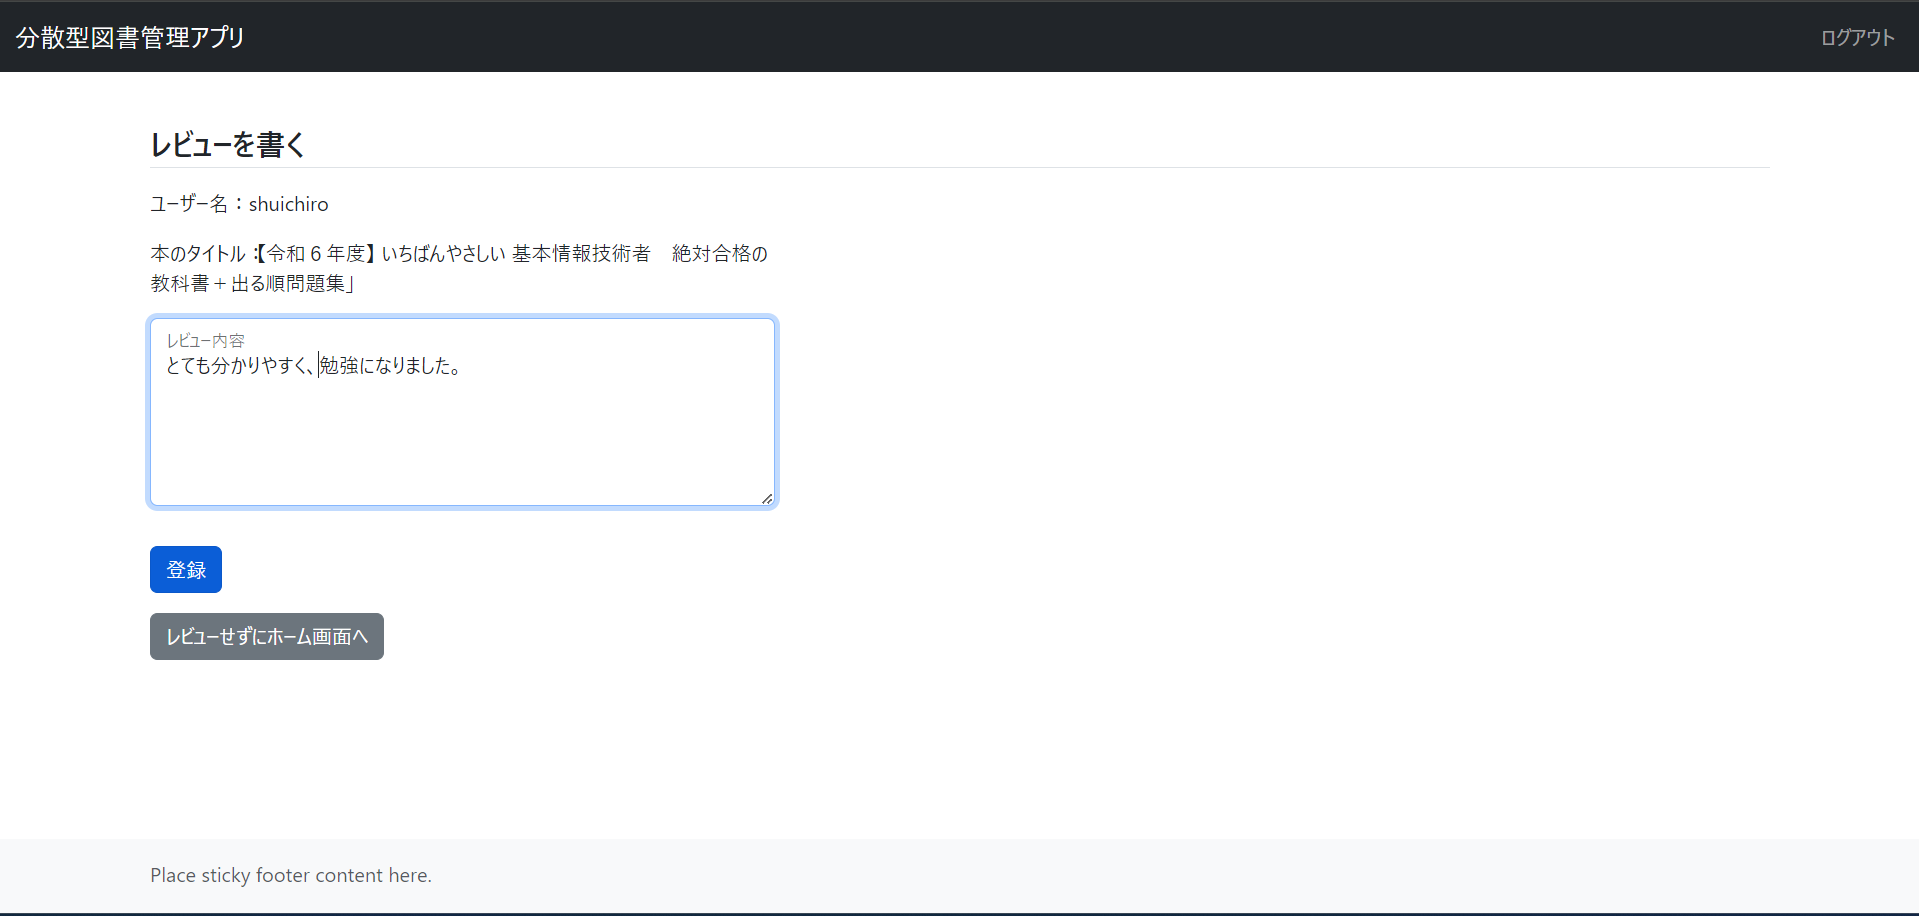 分散型図書管理アプリ
ログアウト
レビューを書く
ユーザー名：shuichiro
本のタイトル：【令和６年度】 いちばんやさしい 基本情報技術者　絶対合格の
教科書＋出る順問題集」
レビュー内容
とても分かりやすく、勉強になりました。
登録
レビューせずにホーム画面へ
Place sticky footer content here.